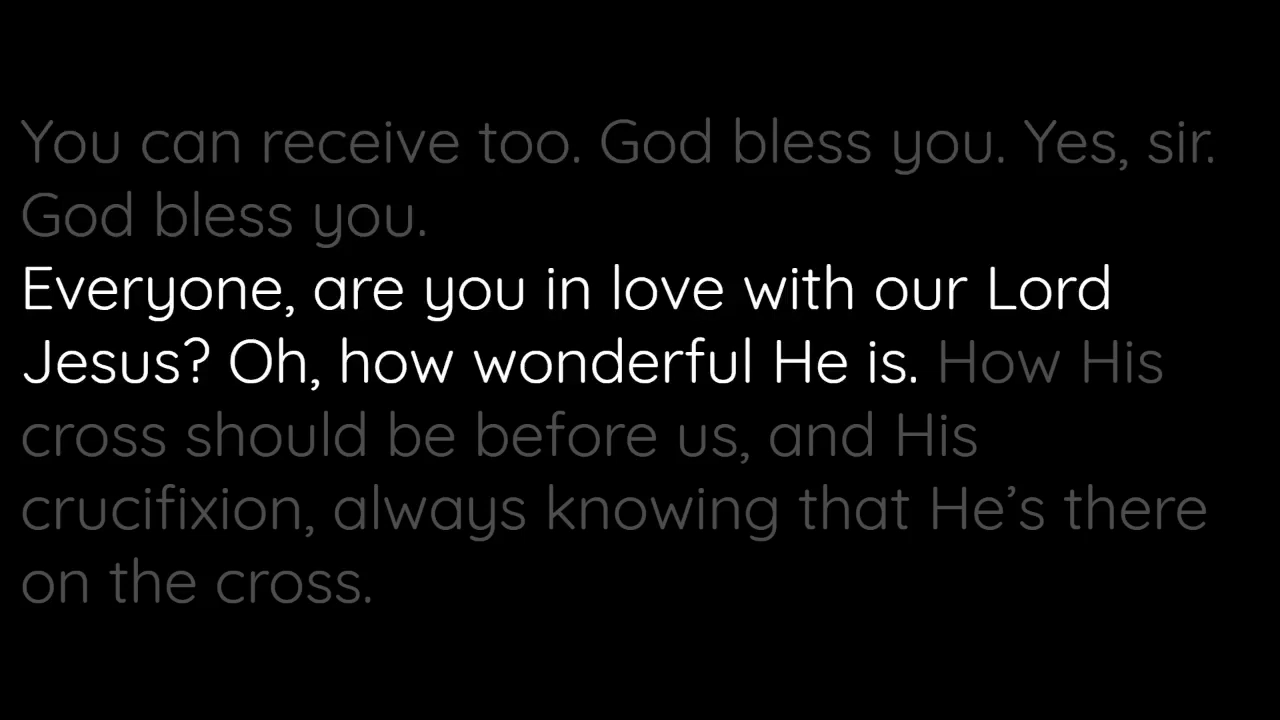 You can receive too. God bless you. Yes, sir.
God bless you.
Everyone, are you in love with our Lord
Jesus? Oh, how wonderful He is. How His
cross should be before us, and His
crucifixion, always knowing that He’s there
on the cross.